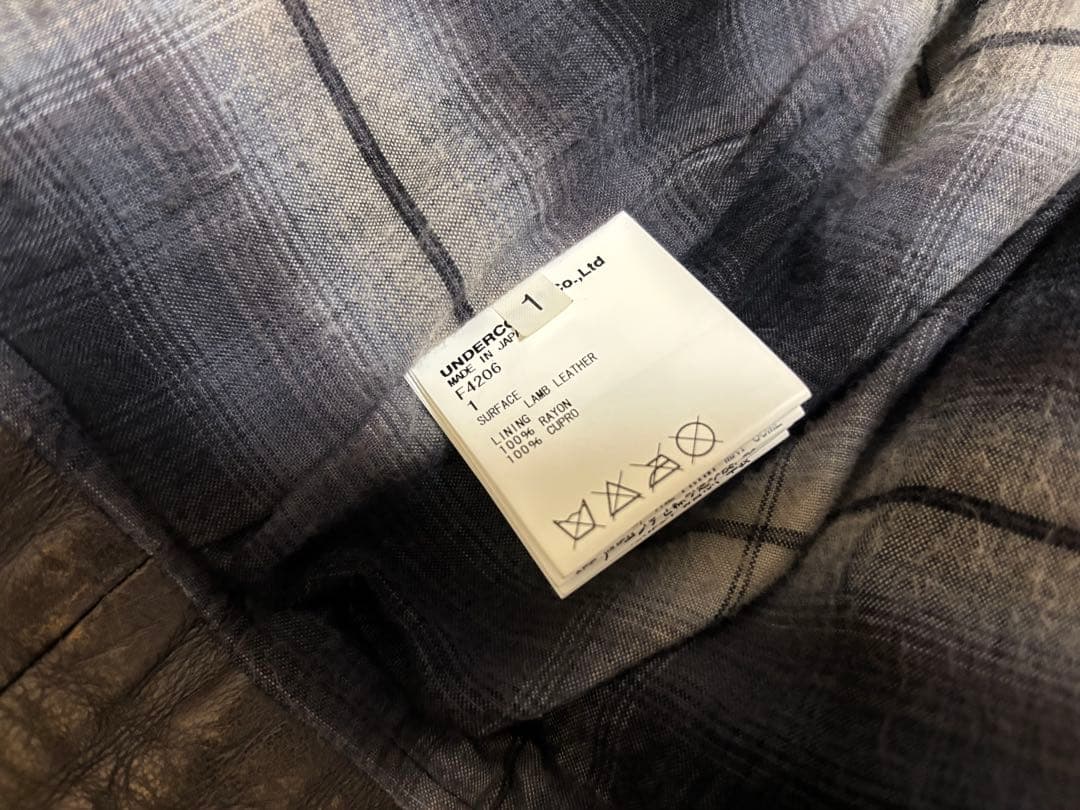 1
UNDERCO Co.,Ltd
MADE IN JAPA
F4206
1
SURFACE
LAMB LEATHER
LINING
100% RAYON
100% CUPRO